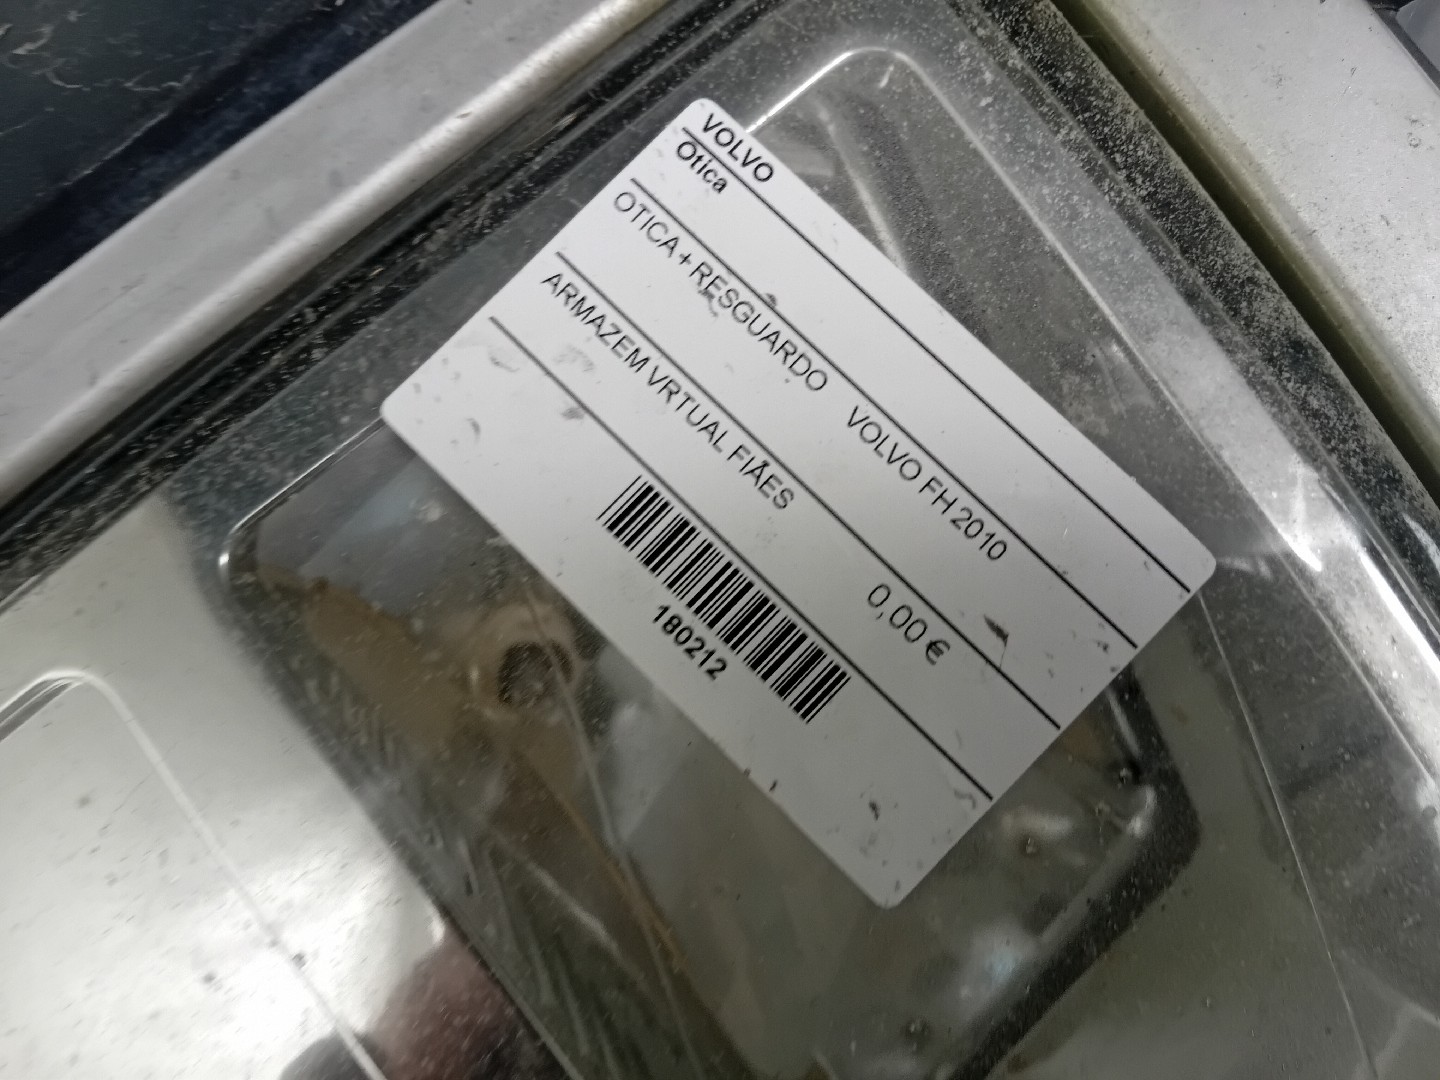 VOLVO
Otica
OTICA + RESGUARDO VOLVO FH 2010
ARMAZEM VRTUAL FIÃES 0,00 €
180212